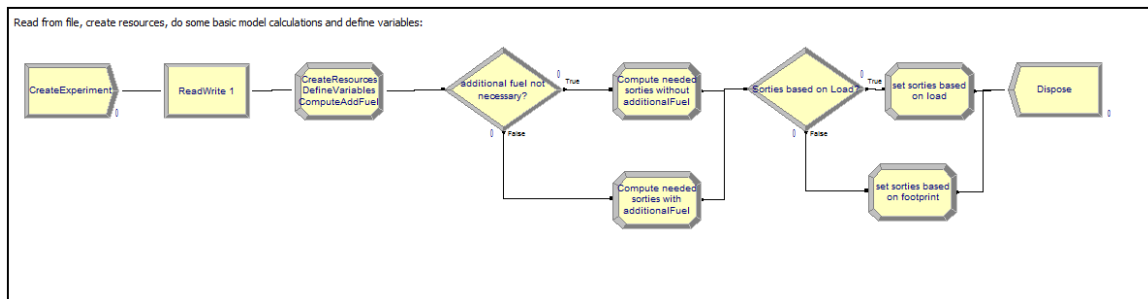 Read from file, create resources, do some basic model calculations and define variables:
CreateExperiment
0
ReadWrite 1
CreateResources
DefineVariables
ComputeAddFuel
additional fuel not
necessary?
0
True
0
False
Compute needed
sorties without
additionalFuel
Compute needed
sorties with
additionalFuel
Sorties based on Load?
0
True
0
False
set sorties based
on load
set sorties based
on footprint
Dispose
0